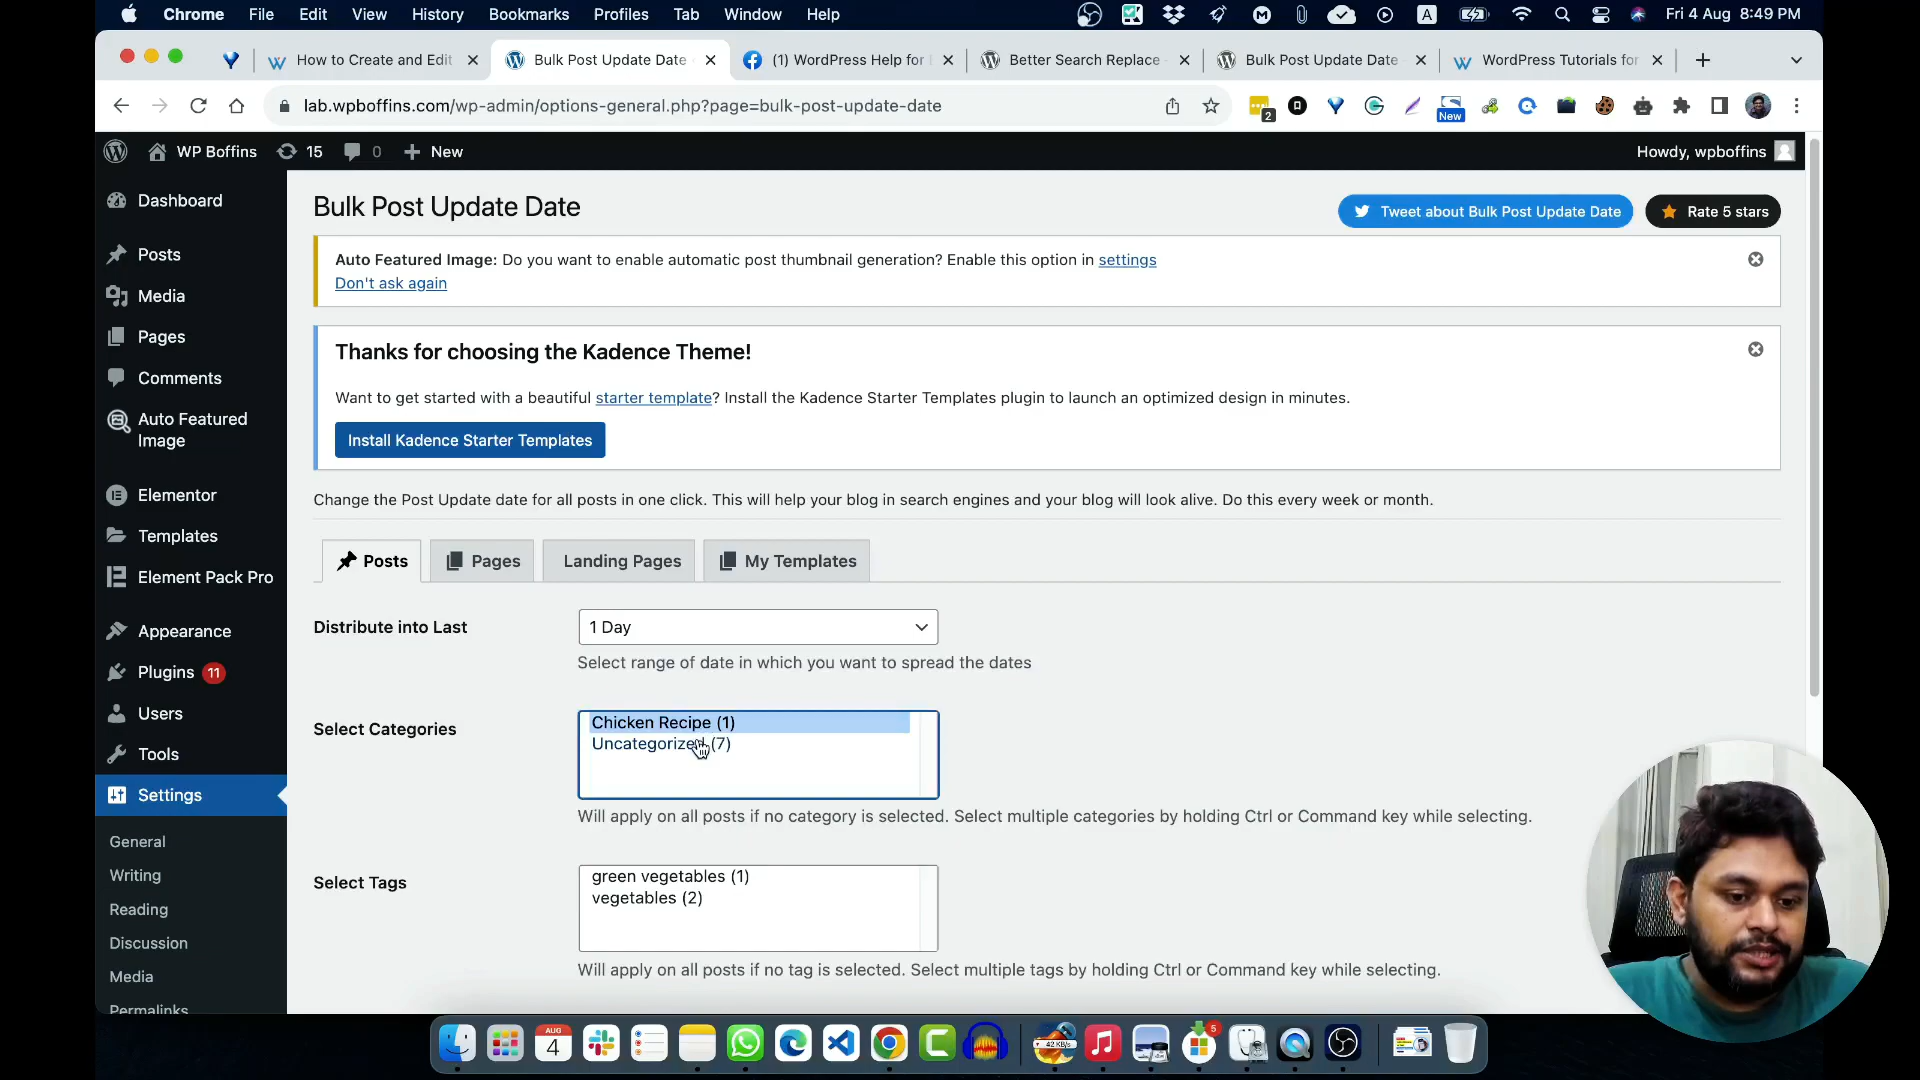 Chrome File Edit View History Bookmarks Profiles Tab Window Help
A Fri 4 Aug 8:49 PM
How to Create and Edit
Bulk Post Update Date
(1) WordPress Help for
Better Search Replace
Bulk Post Update Date
WordPress Tutorials for
lab.wpboffins.com/wp-admin/options-general.php?page=bulk-post-update-date
2
New
WP Boffins 15 0 New
Howdy, wpboffins
Dashboard
Posts
Media
Pages
Comments
Auto Featured
Image
Elementor
Templates
Element Pack Pro
Appearance
Plugins 11
Users
Tools
Settings
General
Writing
Reading
Discussion
Media
Permalinks
Bulk Post Update Date
Tweet about Bulk Post Update Date
Rate 5 stars
Auto Featured Image: Do you want to enable automatic post thumbnail generation? Enable this option in settings
Don't ask again
Thanks for choosing the Kadence Theme!
Want to get started with a beautiful starter template? Install the Kadence Starter Templates plugin to launch an optimized design in minutes.
Install Kadence Starter Templates
Change the Post Update date for all posts in one click. This will help your blog in search engines and your blog will look alive. Do this every week or month.
Posts
Pages
Landing Pages
My Templates
Distribute into Last
1 Day
Select range of date in which you want to spread the dates
Select Categories
Chicken Recipe (1)
Uncategorized (7)
Will apply on all posts if no category is selected. Select multiple categories by holding Ctrl or Command key while selecting.
Select Tags
green vegetables (1)
vegetables (2)
Will apply on all posts if no tag is selected. Select multiple tags by holding Ctrl or Command key while selecting.
AUG
4
42 KB/s
5